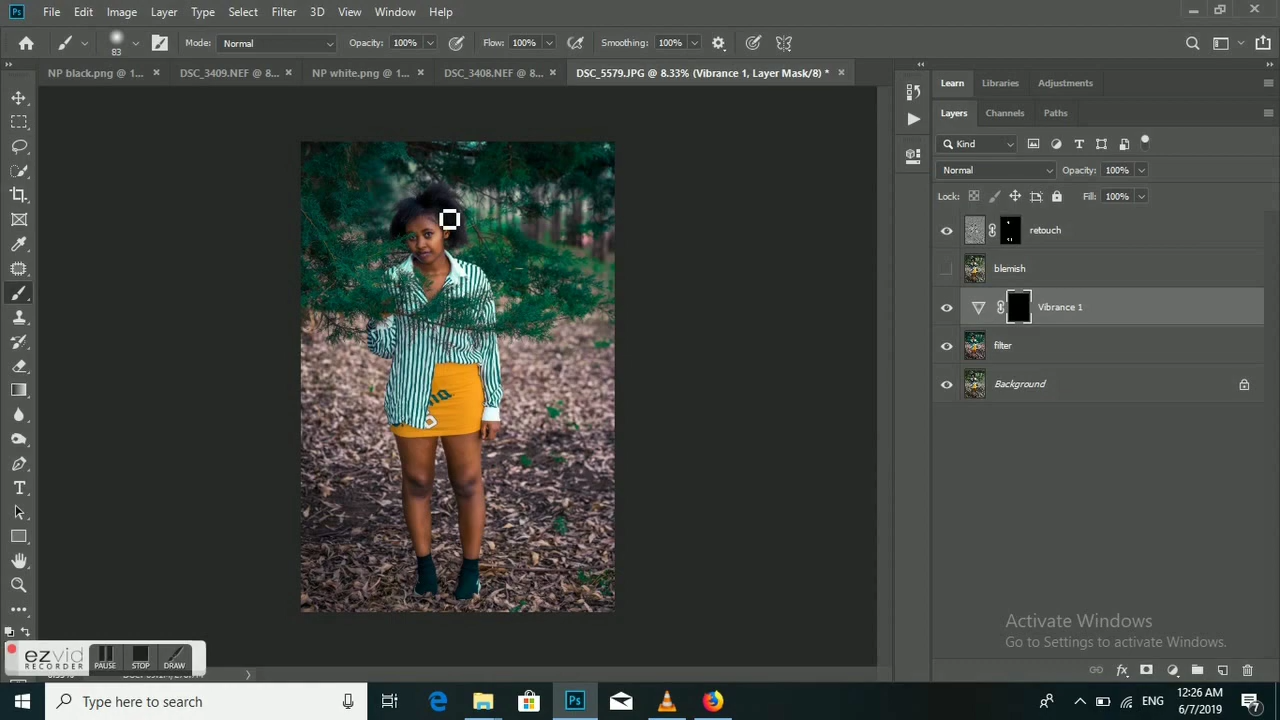 Ps File Edit Image Layer Type Select Filter 3D View Window Help
83 Mode: Normal Opacity: 100% Flow: 100% Smoothing: 100%
NP black.png @ 1... × DSC_3409.NEF @ 8... × NP white.png @ 1... × DSC_3408.NEF @ 8... × DSC_5579.JPG @ 8.33% (Vibrance 1, Layer Mask/8) * ×
Learn Libraries Adjustments
Layers Channels Paths
Kind
Normal Opacity: 100%
Lock: Fill: 100%
retouch
blemish
Vibrance 1
filter
Background
Activate Windows
Go to Settings to activate Windows.
ezvid
RECORDER
PAUSE STOP DRAW
Type here to search
Ps
ENG
12:26 AM
6/7/2019
7